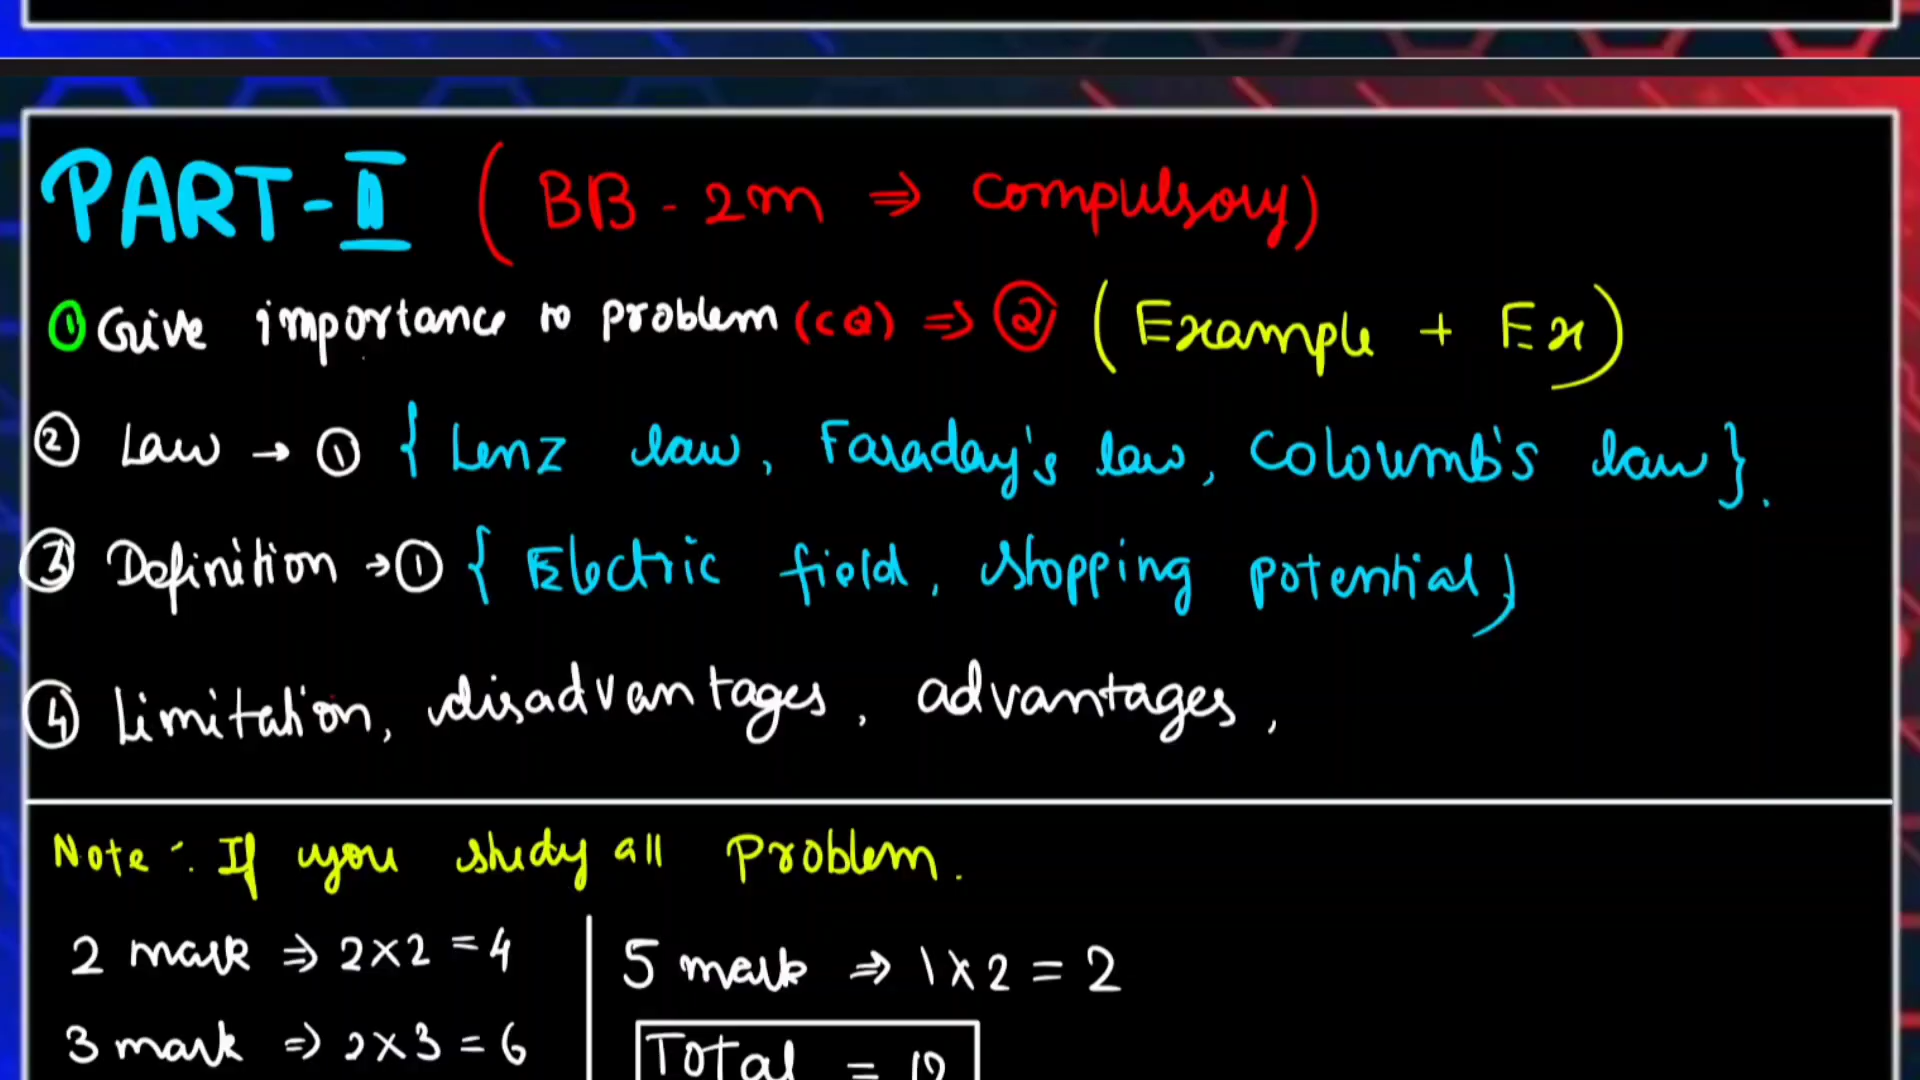 PART-II (BB - 2m ⇒ compulsory)
① Give importance to problem (CQ) ⇒ ② (Example + Ex)
② Law → ① { Lenz law, Faraday's law, Coloumb's law}.
③ Definition → ① { Electric field, stopping potential}
④ Limitation, disadvantages, advantages,
Note :. If you study all problem.
2 mark ⇒ 2×2 = 4
5 mark ⇒ 1×2 = 2
3 mark ⇒ 2×3 = 6
Total = 12